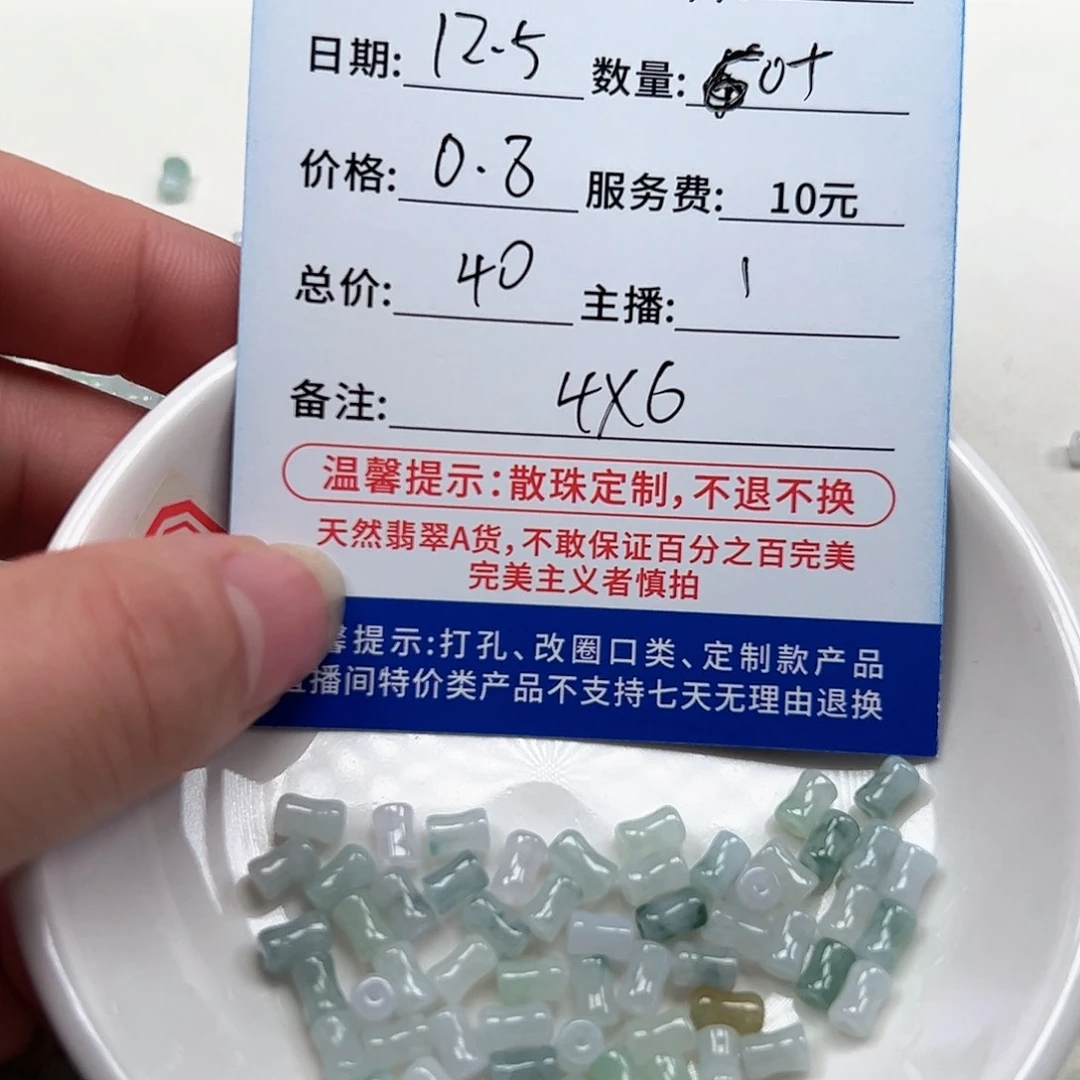 日期: 12.5 数量: 50+
价格: 0.8 服务费: 10元
总价: 40 主播: 1
备注: 4X6
温馨提示:散珠定制,不退不换
天然翡翠A货,不敢保证百分之百完美
完美主义者慎拍
馨提示:打孔、改圈口类、定制款产品
播间特价类产品不支持七天无理由退换